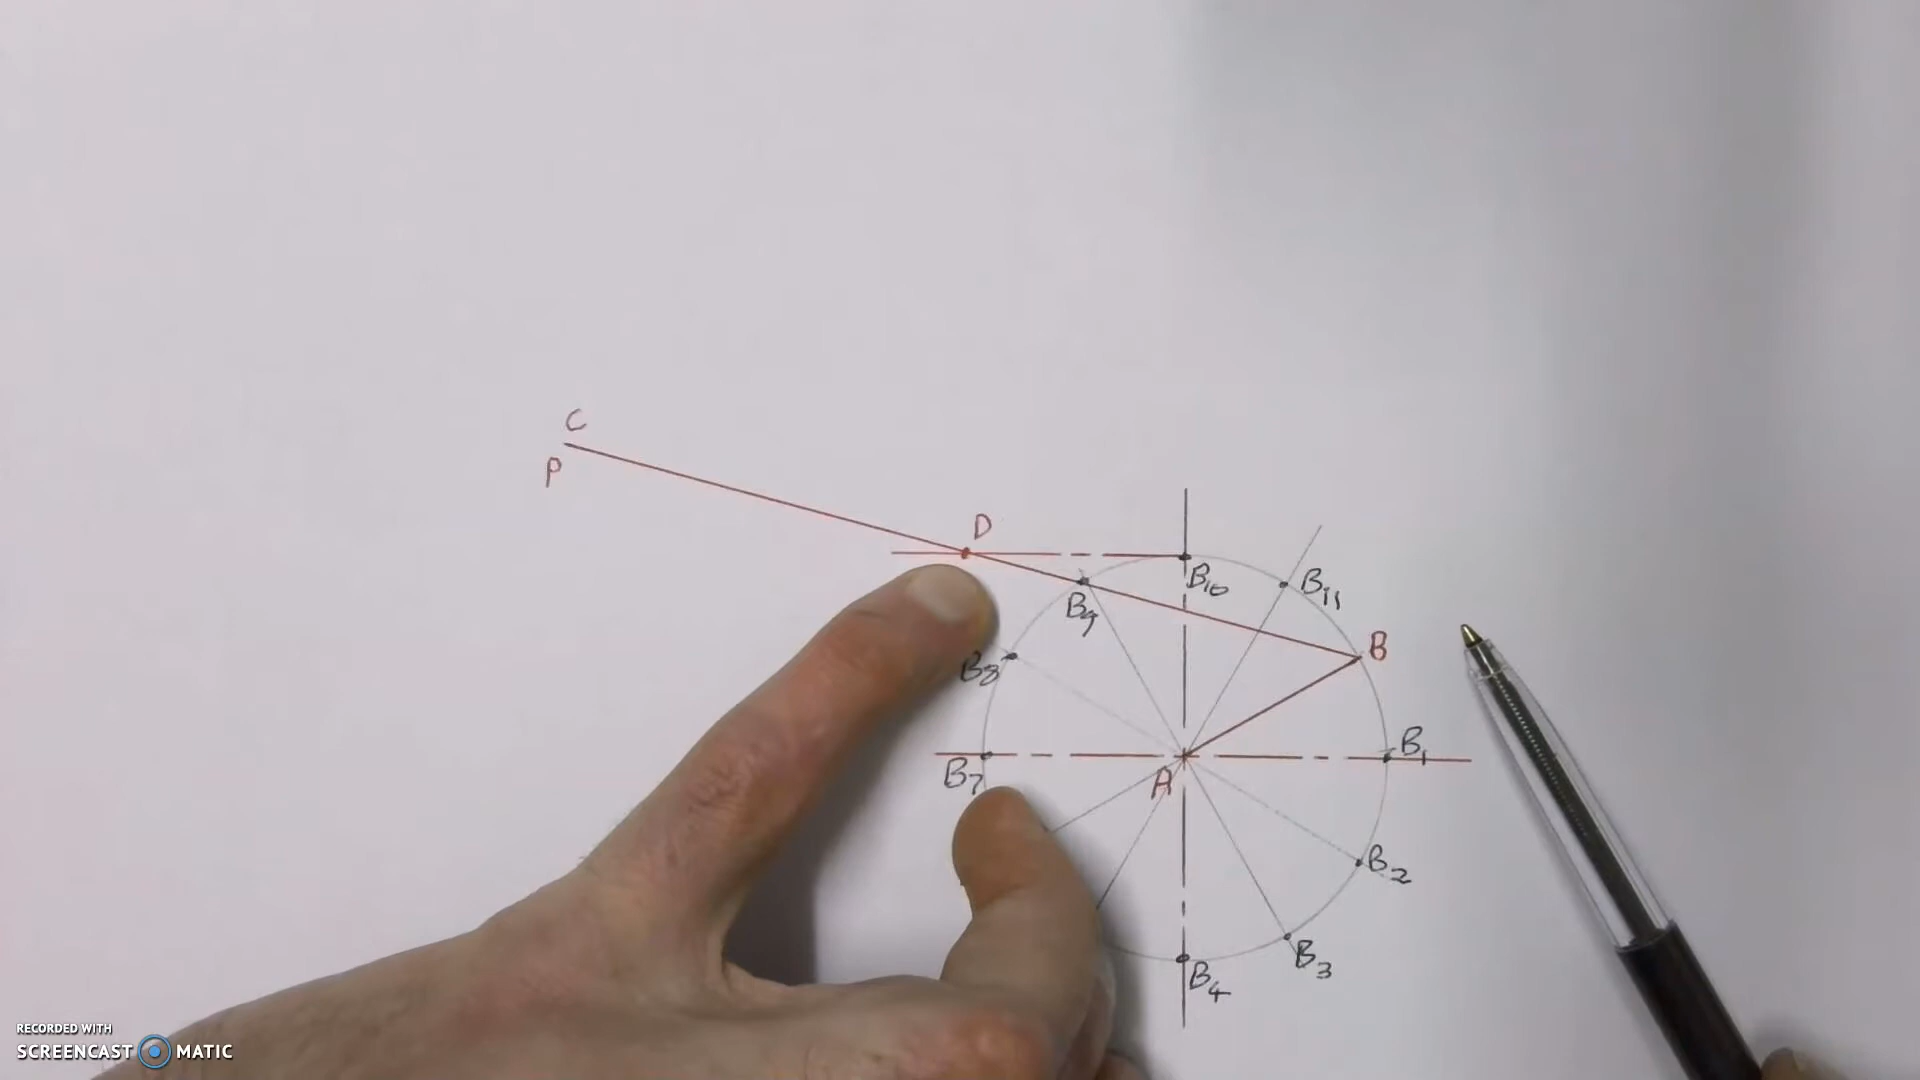 C
P
D
B10
B11
B9
B
B8
B1
B7
A
B2
B3
B4
RECORDED WITH
SCREENCAST MATIC